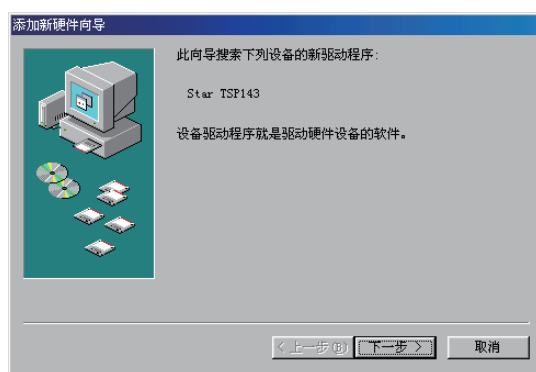 添加新硬件向导
此向导搜索下列设备的新驱动程序:
Star TSP143
设备驱动程序就是驱动硬件设备的软件。
< 上一步(B)
下一步 >
取消